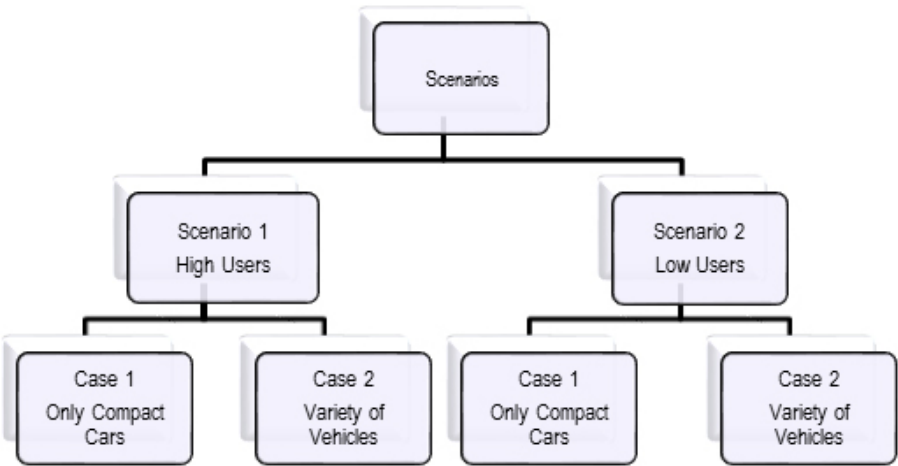 Scenarios
Scenario 1
High Users
Scenario 2
Low Users
Case 1
Only Compact
Cars
Case 2
Variety of
Vehicles
Case 1
Only Compact
Cars
Case 2
Variety of
Vehicles